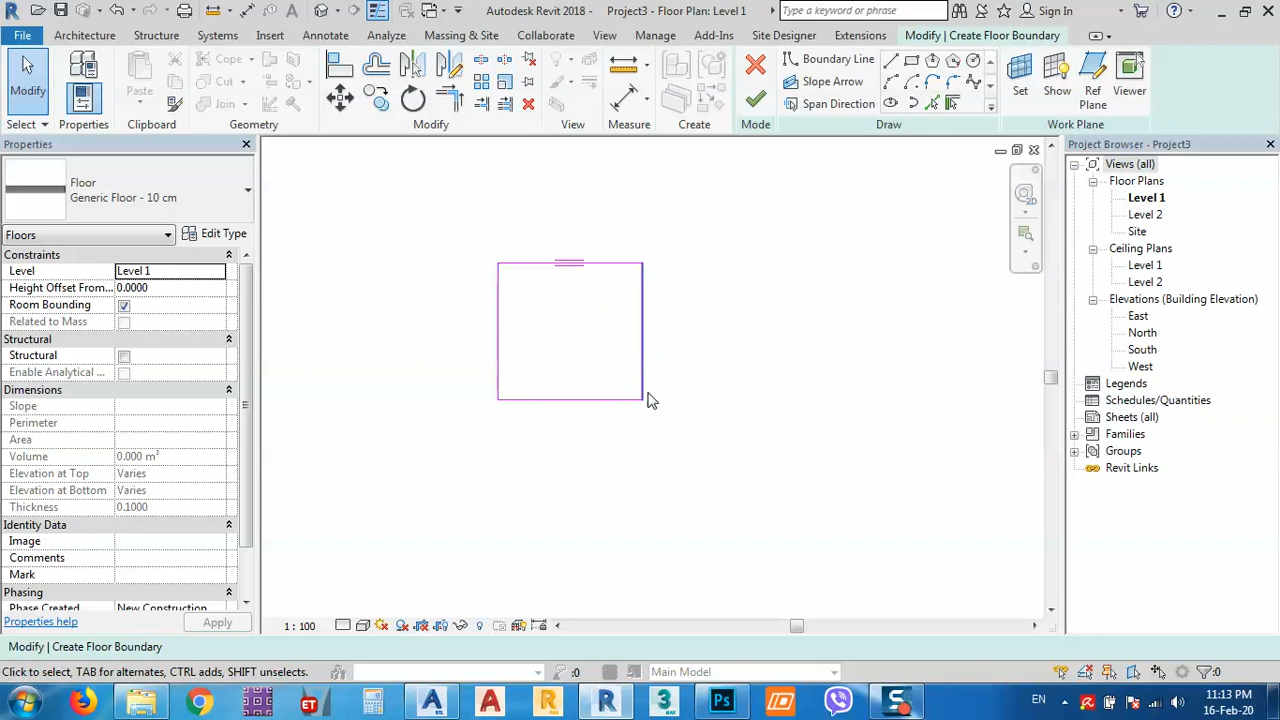 Autodesk Revit 2018 - Project3 - Floor Plan: Level 1
Type a keyword or phrase
Sign In
File
Architecture
Structure
Systems
Insert
Annotate
Analyze
Massing & Site
Collaborate
View
Manage
Add-Ins
Site Designer
Extensions
Modify | Create Floor Boundary
Modify
Properties
Paste
Cope
Cut
Join
Boundary Line
Slope Arrow
Span Direction
Set
Show
Ref
Plane
Viewer
Select
Properties
Clipboard
Geometry
Modify
View
Measure
Create
Mode
Draw
Work Plane
Properties
Floor
Generic Floor - 10 cm
Floors
Edit Type
Constraints
Level
Level 1
Height Offset From...
0.0000
Room Bounding
Related to Mass
Structural
Structural
Enable Analytical ...
Dimensions
Slope
Perimeter
Area
Volume
0.000 m³
Elevation at Top
Varies
Elevation at Bottom
Varies
Thickness
0.1000
Identity Data
Image
Comments
Mark
Phasing
Phase Created
New Construction
Properties help
Apply
2D
1 : 100
Project Browser - Project3
Views (all)
Floor Plans
Level 1
Level 2
Site
Ceiling Plans
Level 1
Level 2
Elevations (Building Elevation)
East
North
South
West
Legends
Schedules/Quantities
Sheets (all)
Families
Groups
Revit Links
Modify | Create Floor Boundary
Click to select, TAB for alternates, CTRL adds, SHIFT unselects.
:0
Main Model
:0
ET
A
A
R
R
3
Ps
S
EN
11:13 PM
16-Feb-20